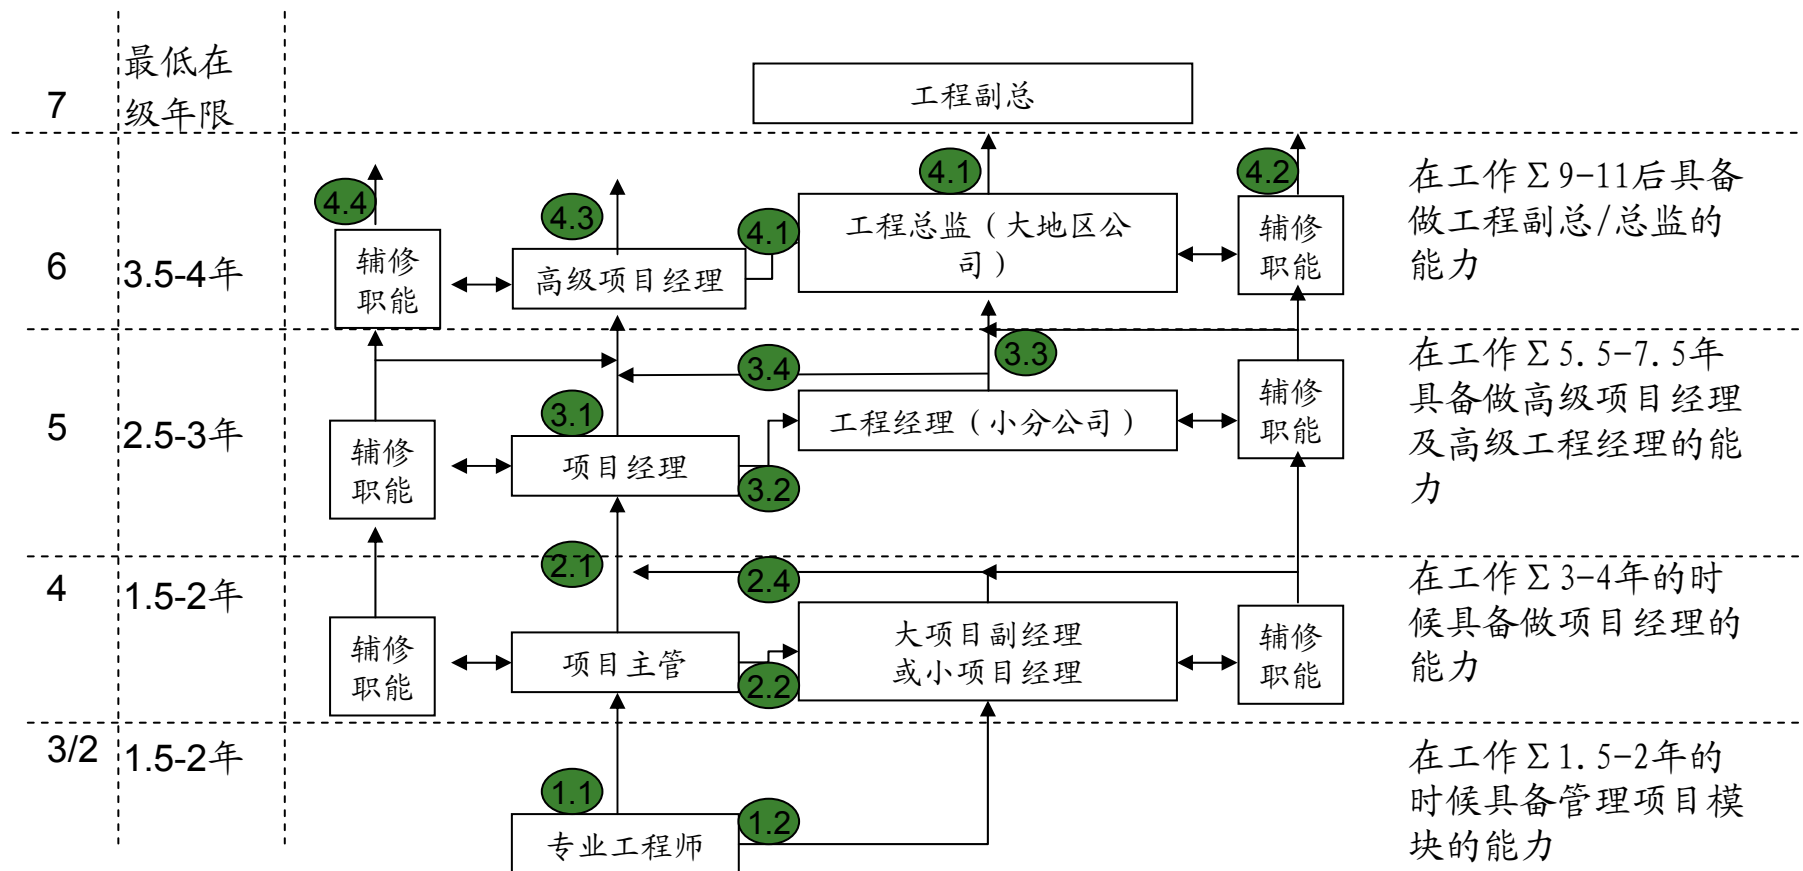 最低在
级年限
7
工程副总
4.4
4.3
4.1
4.1
4.2
6
3.5-4年
辅修
职能
高级项目经理
工程总监（大地区公
司）
辅修
职能
在工作Σ9-11后具备
做工程副总/总监的
能力
3.4
3.3
3.1
3.2
5
2.5-3年
辅修
职能
项目经理
工程经理（小分公司）
辅修
职能
在工作Σ5.5-7.5年
具备做高级项目经理
及高级工程经理的能
力
2.1
2.4
2.2
4
1.5-2年
辅修
职能
项目主管
大项目副经理
或小项目经理
辅修
职能
在工作Σ3-4年的时
候具备做项目经理的
能力
3/2
1.5-2年
1.1
1.2
专业工程师
在工作Σ1.5-2年的
时候具备管理项目模
块的能力